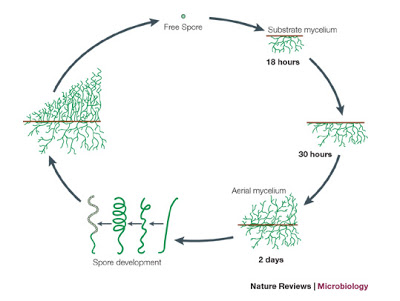 Free Spore
Substrate mycelium
18 hours
30 hours
Aerial mycelium
2 days
Spore development
Nature Reviews | Microbiology